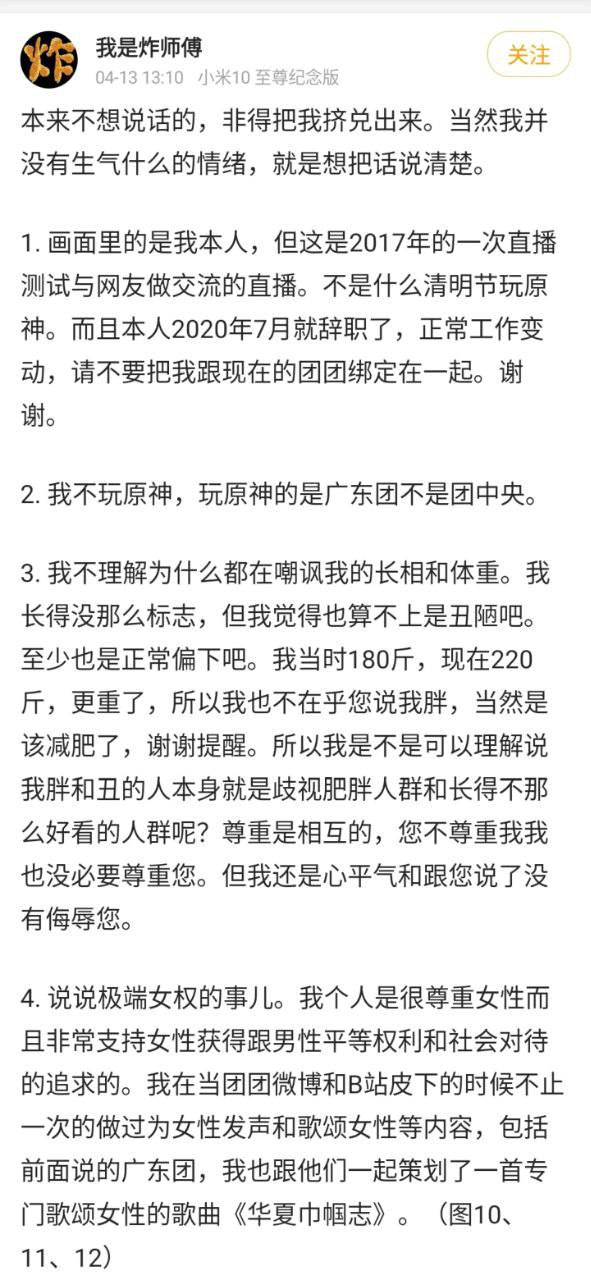 炸
我是炸师傅
04-13 13:10 小米10 至尊纪念版
关注
本来不想说话的，非得把我挤兑出来。当然我并
没有生气什么的情绪，就是想把话说清楚。
1. 画面里的是我本人，但这是2017年的一次直播
测试与网友做交流的直播。不是什么清明节玩原
神。而且本人2020年7月就辞职了，正常工作变
动，请不要把我跟现在的团团绑定在一起。谢
谢。
2. 我不玩原神，玩原神的是广东团不是团中央。
3. 我不理解为什么都在嘲讽我的长相和体重。我
长得没那么标志，但我觉得也算不上是丑陋吧。
至少也是正常偏下吧。我当时180斤，现在220
斤，更重了，所以我也不在乎您说我胖，当然是
该减肥了，谢谢提醒。所以我是不是可以理解说
我胖和丑的人本身就是歧视肥胖人群和长得不那
么好看的人群呢？尊重是相互的，您不尊重我我
也没必要尊重您。但我还是心平气和跟您说了没
有侮辱您。
4. 说说极端女权的事儿。我个人是很尊重女性而
且非常支持女性获得跟男性平等权利和社会对待
的追求的。我在当团团微博和B站皮下的时候不止
一次的做过为女性发声和歌颂女性等内容，包括
前面说的广东团，我也跟他们一起策划了一首专
门歌颂女性的歌曲《华夏巾帼志》。（图10、
11、12）